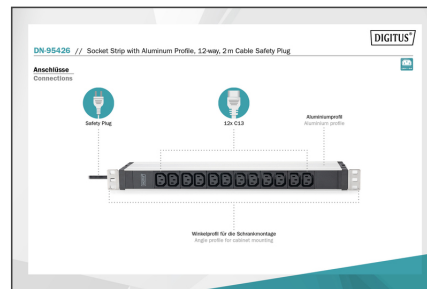 DIGITUS®
DN-95426 // Socket Strip with Aluminum Profile, 12-way, 2 m Cable Safety Plug
Anschlüsse
Connections
Safety Plug
12x C13
Aluminiumprofil
Aluminium profile
Winkelprofil für die Schrankmontage
Angle profile for cabinet mounting